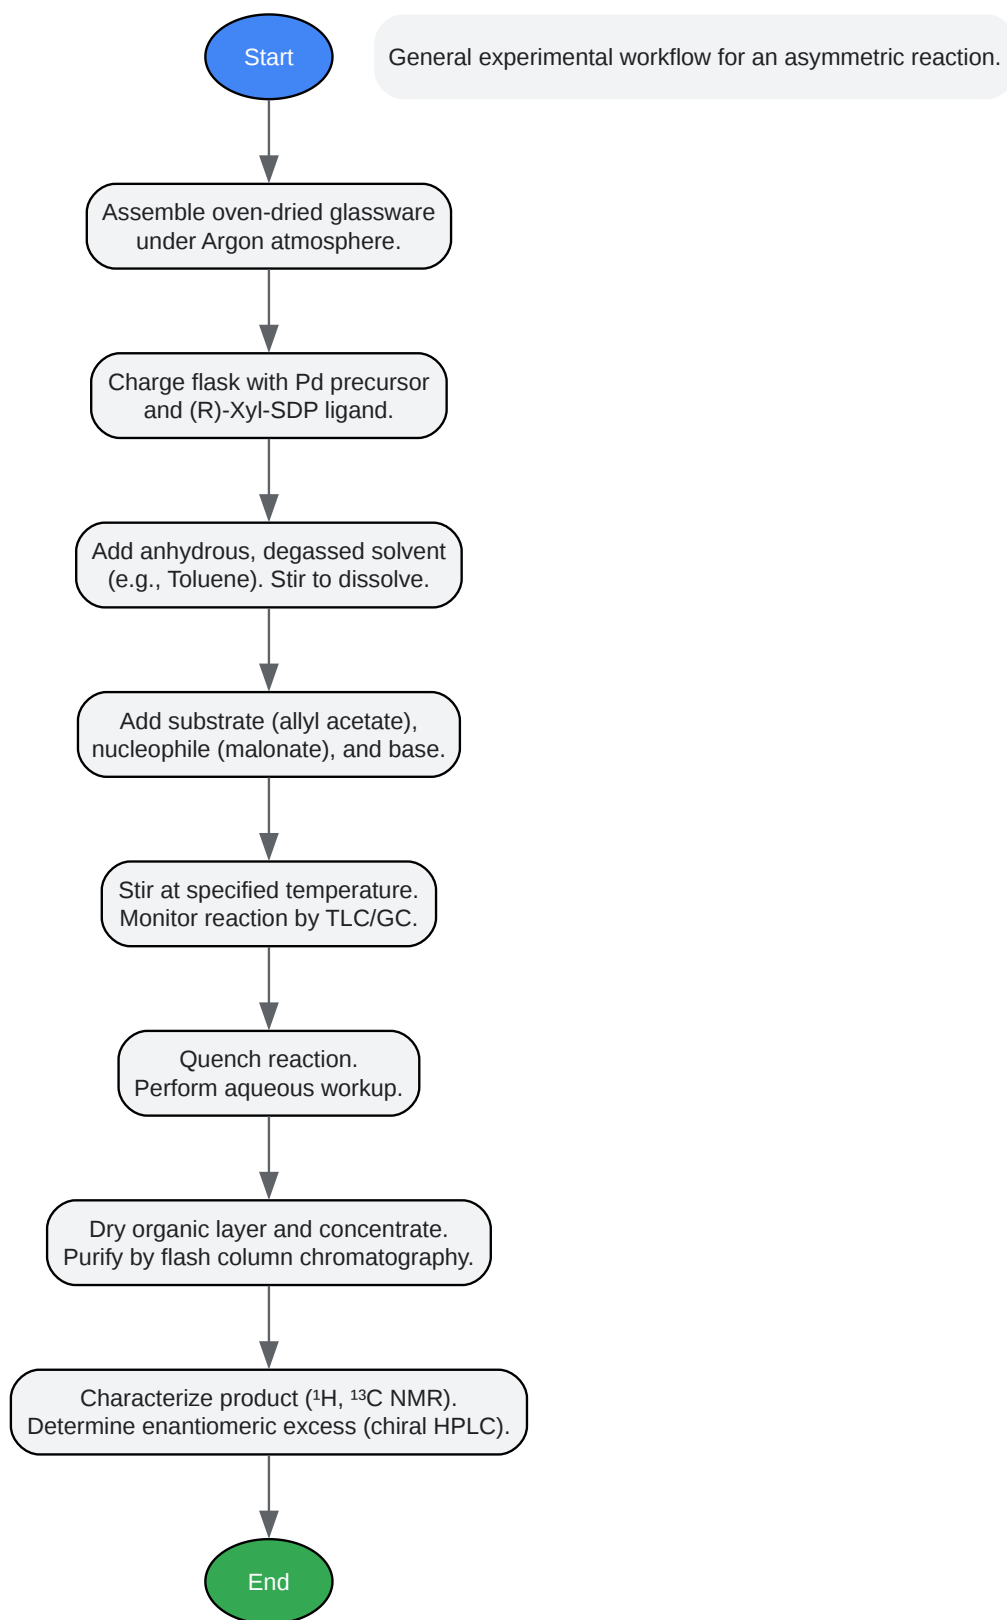 Start
General experimental workflow for an asymmetric reaction.
Assemble oven-dried glassware
under Argon atmosphere.
Charge flask with Pd precursor
and (R)-Xyl-SDP ligand.
Add anhydrous, degassed solvent
(e.g., Toluene). Stir to dissolve.
Add substrate (allyl acetate),
nucleophile (malonate), and base.
Stir at specified temperature.
Monitor reaction by TLC/GC.
Quench reaction.
Perform aqueous workup.
Dry organic layer and concentrate.
Purify by flash column chromatography.
Characterize product (¹H, ¹³C NMR).
Determine enantiomeric excess (chiral HPLC).
End